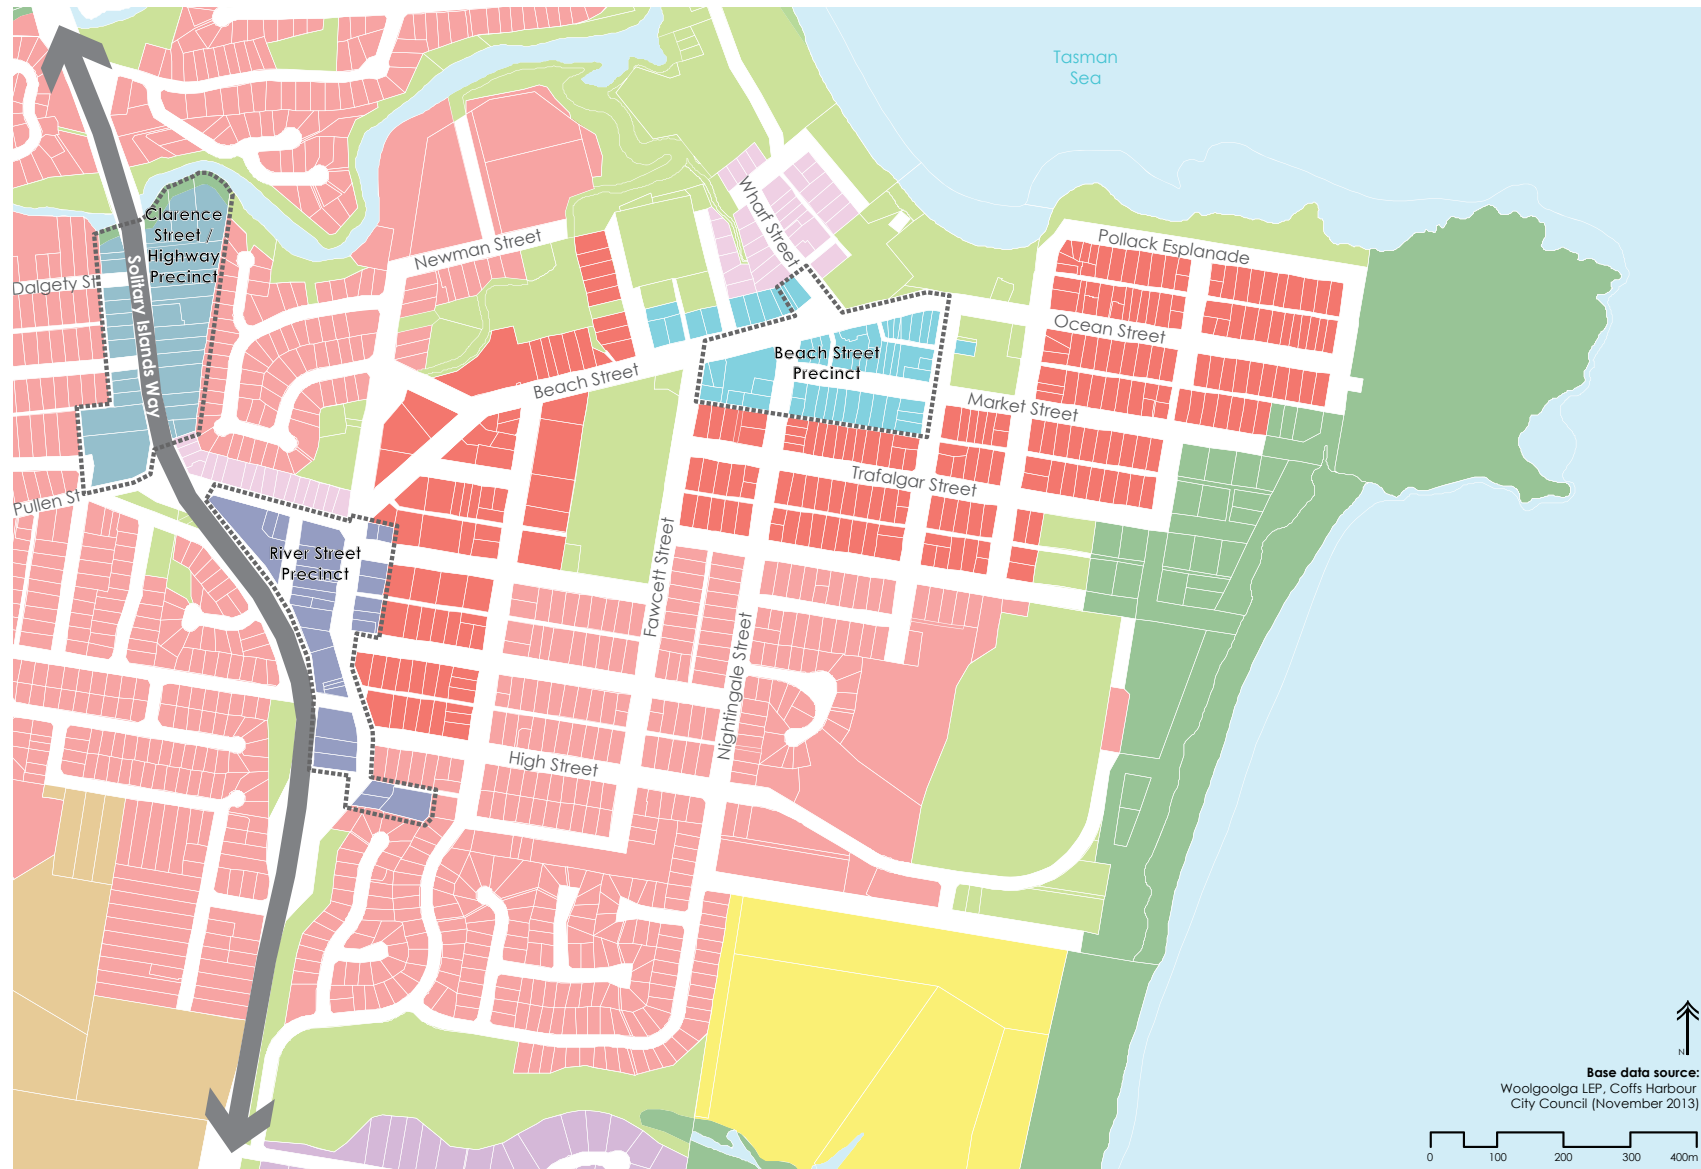 Tasman
Sea
Clarence
Street /
Highway
Precinct
Solitary Islands Way
Dalgety St
Pullen St
Newman Street
Wharf Street
Pollack Esplanade
Ocean Street
Beach Street
Precinct
Beach Street
Market Street
Trafalgar Street
River Street
Precinct
Fawcett Street
Nightingale Street
High Street
N
Base data source:
Woolgoolga LEP, Coffs Harbour
City Council (November 2013)
0 100 200 300 400m